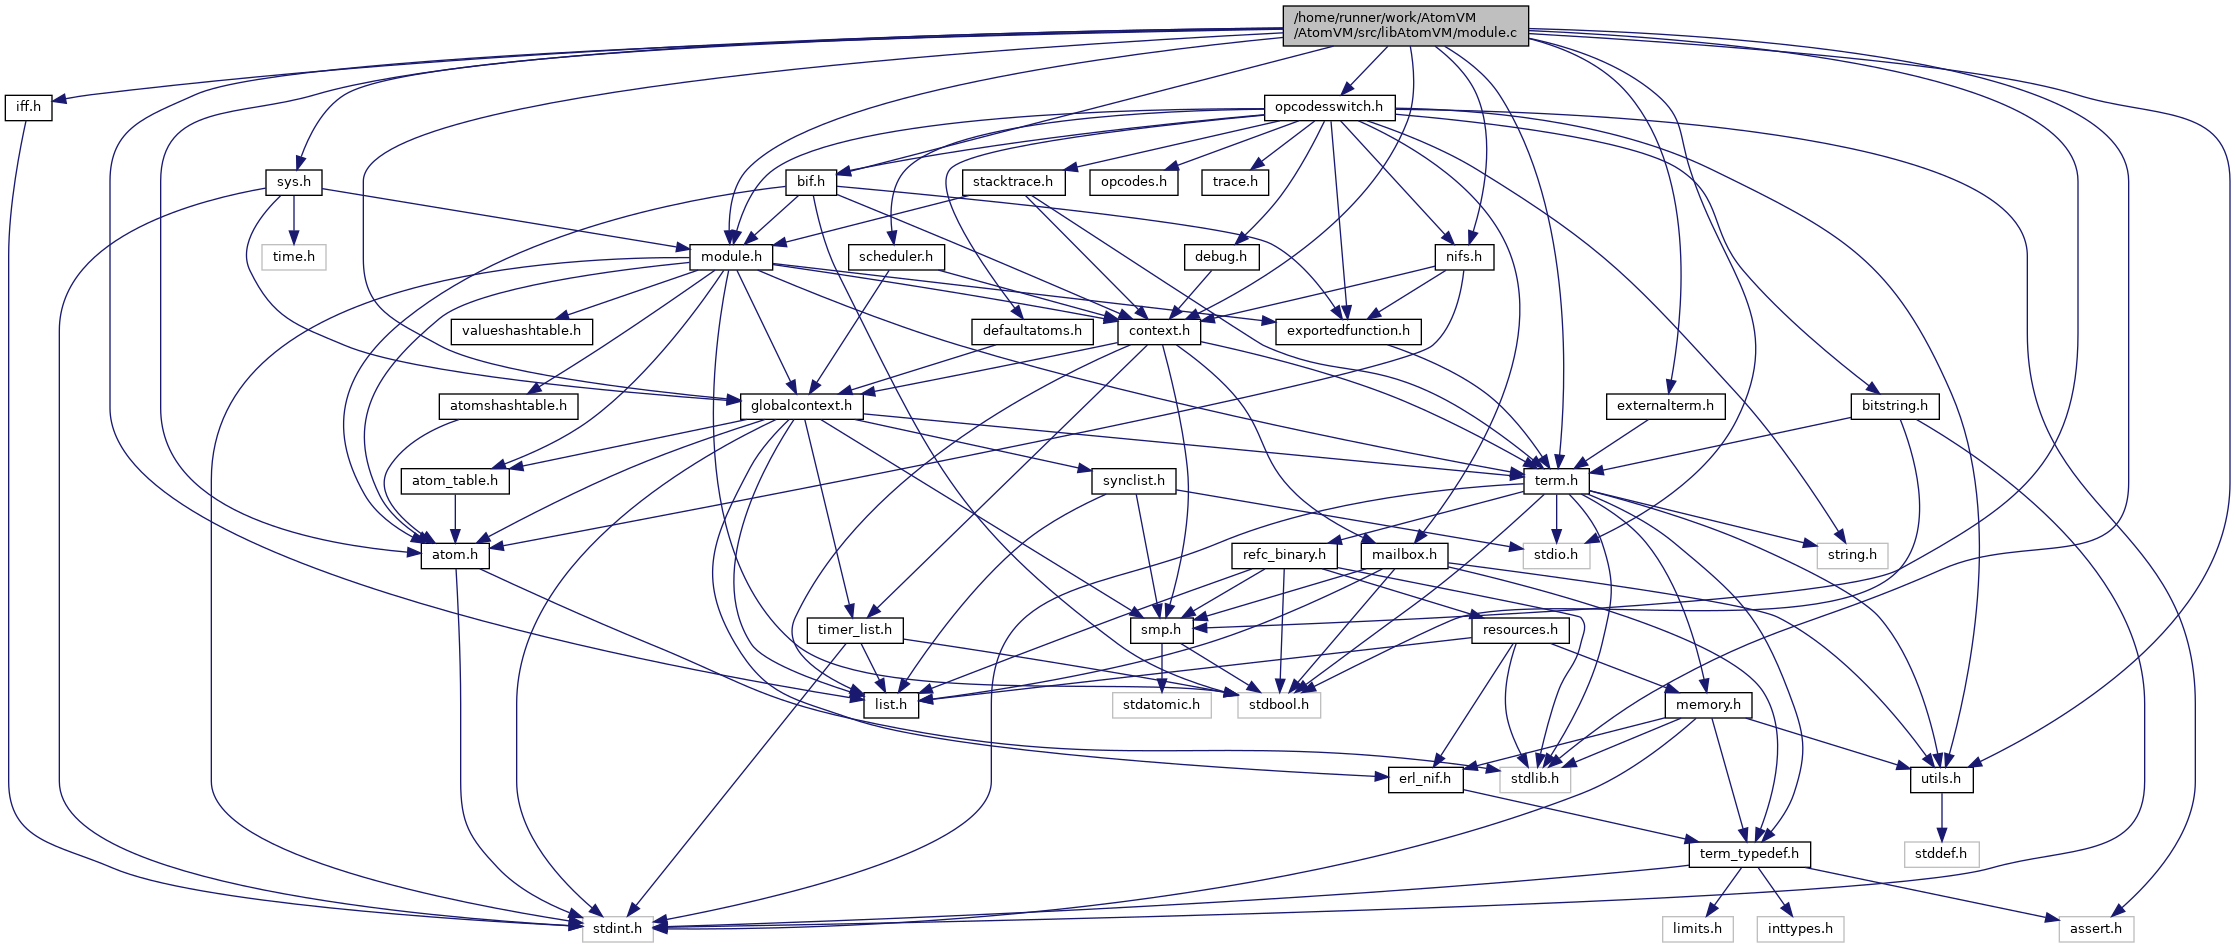 /home/runner/work/AtomVM
/AtomVM/src/libAtomVM/module.c
iff.h
opcodesswitch.h
sys.h
bif.h
stacktrace.h
opcodes.h
trace.h
time.h
module.h
scheduler.h
debug.h
nifs.h
valueshashtable.h
defaultatoms.h
context.h
exportedfunction.h
atomshashtable.h
globalcontext.h
externalterm.h
bitstring.h
atom_table.h
synclist.h
term.h
atom.h
refc_binary.h
mailbox.h
stdio.h
string.h
timer_list.h
smp.h
resources.h
list.h
stdatomic.h
stdbool.h
memory.h
erl_nif.h
stdlib.h
utils.h
term_typedef.h
stddef.h
stdint.h
limits.h
inttypes.h
assert.h